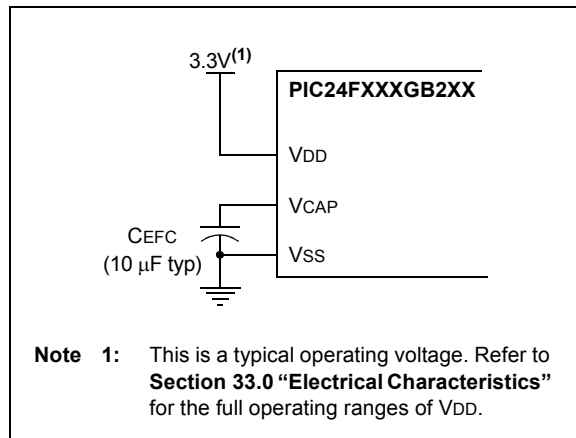 3.3V(1)
PIC24FXXXGB2XX
VDD
VCAP
CEFC
(10 μF typ)
VSS
Note 1: This is a typical operating voltage. Refer to
Section 33.0 “Electrical Characteristics”
for the full operating ranges of VDD.